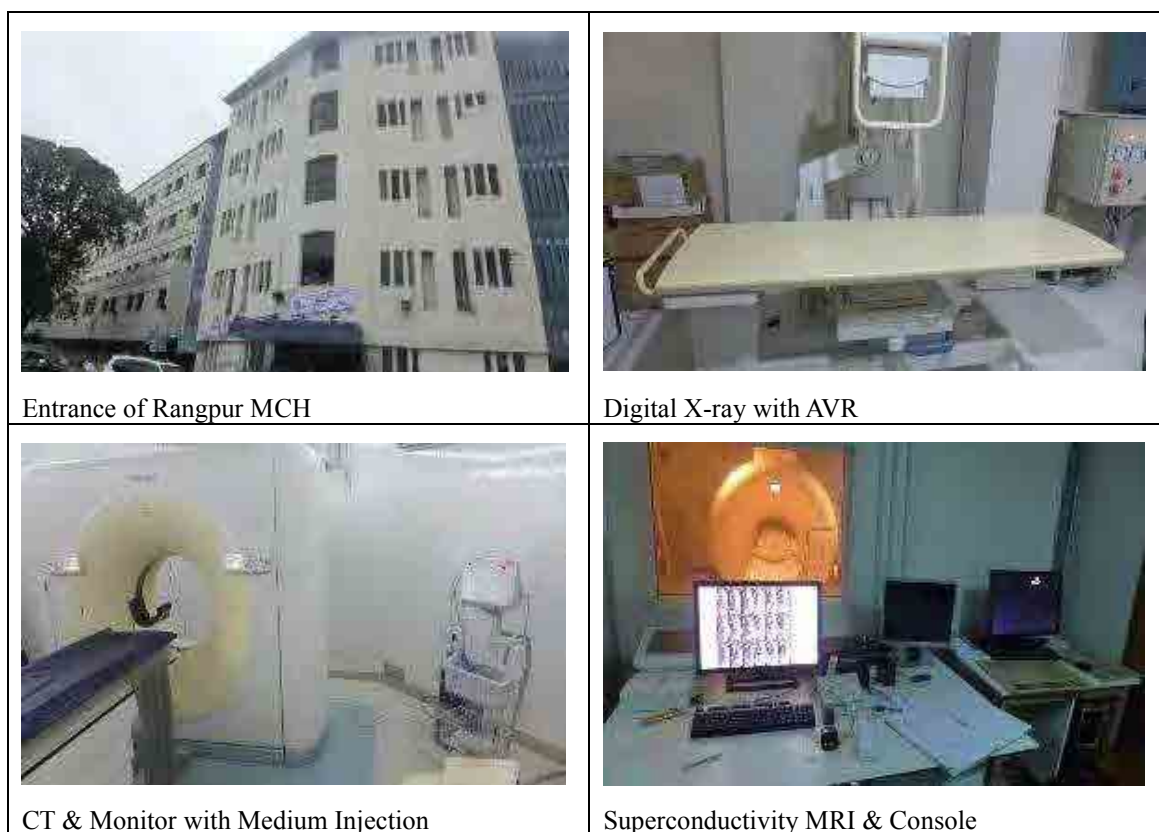 Entrance of Rangpur MCH
Digital X-ray with AVR
CT & Monitor with Medium Injection
Superconductivity MRI & Console